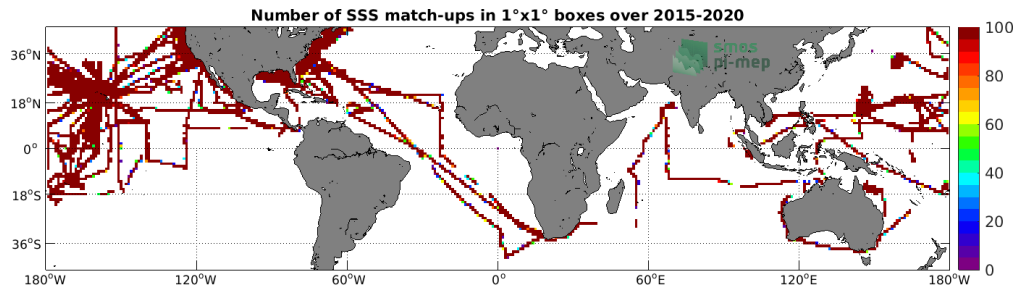 Number of SSS match-ups in 1°x1° boxes over 2015-2020
smos
pi-mep
36°N
18°N
0°
18°S
36°S
180°W
120°W
60°W
0°
60°E
120°E
180°W
100
80
60
40
20
0